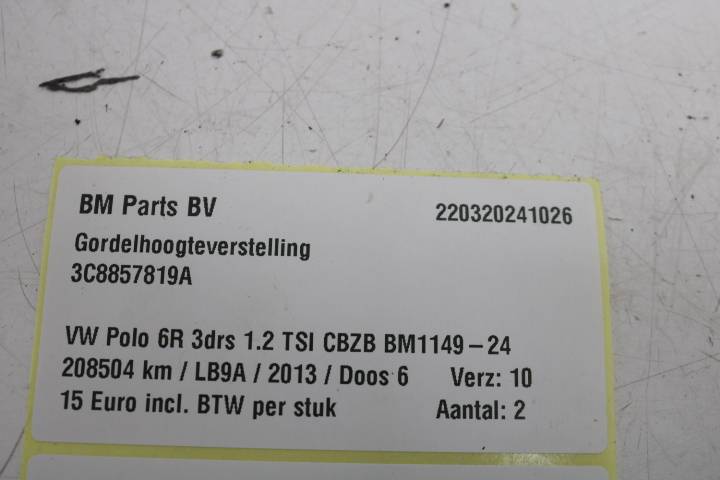 BM Parts BV 220320241026
Gordelhoogteverstelling
3C8857819A
VW Polo 6R 3drs 1.2 TSI CBZB BM1149-24
208504 km / LB9A / 2013 / Doos 6 Verz: 10
15 Euro incl. BTW per stuk Aantal: 2